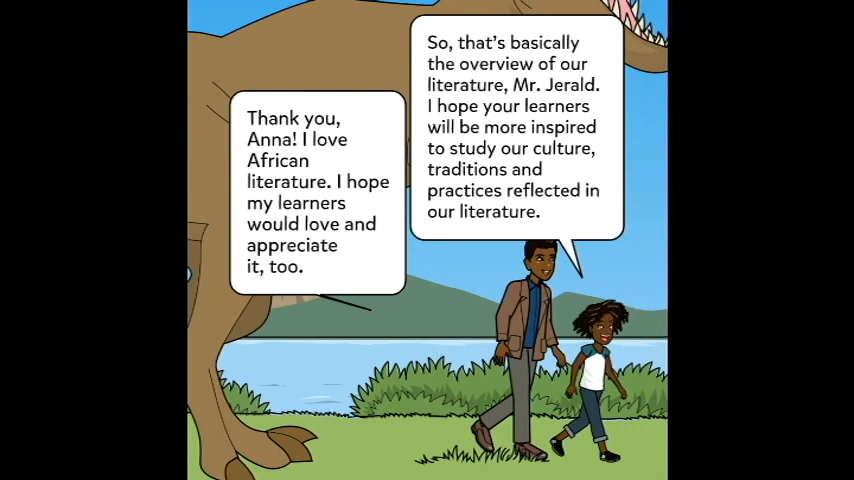 Thank you,
Anna! I love
African
literature. I hope
my learners
would love and
appreciate
it, too.
So, that's basically
the overview of our
literature, Mr. Jerald.
I hope your learners
will be more inspired
to study our culture,
traditions and
practices reflected in
our literature.